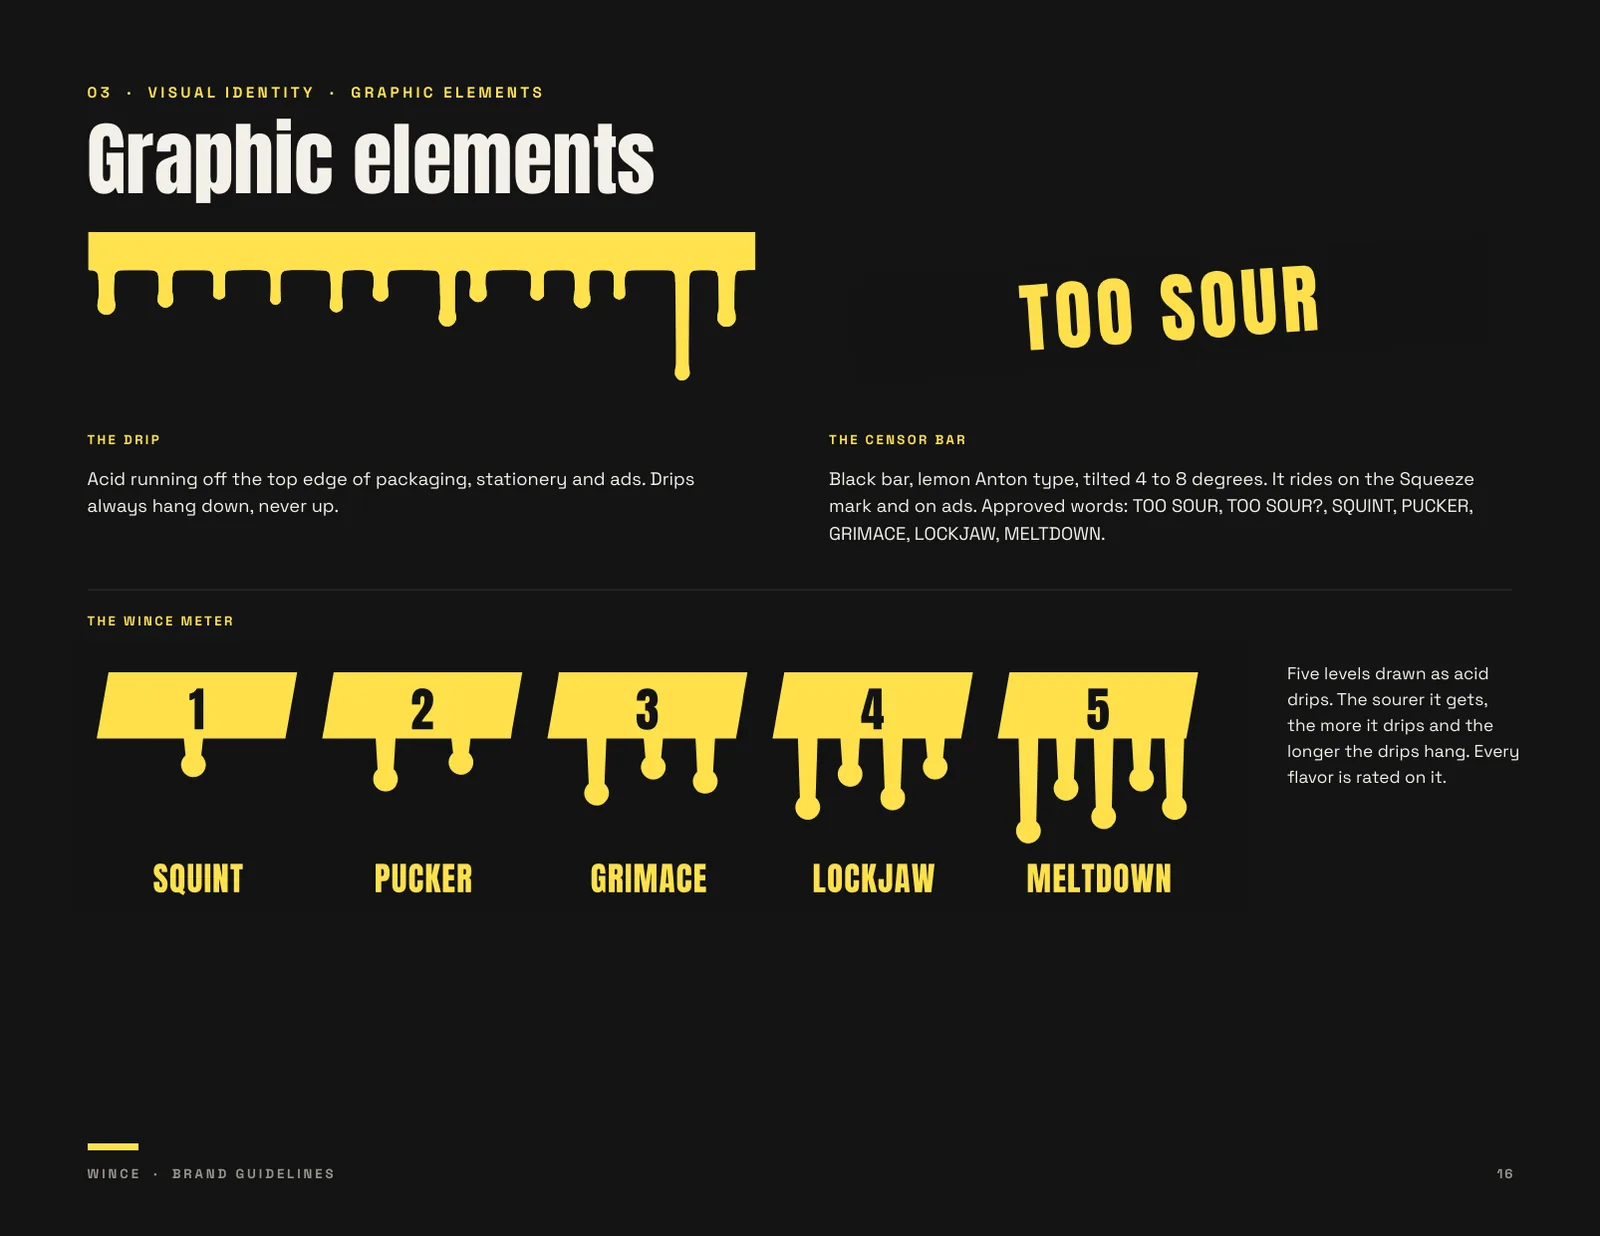 03 · VISUAL IDENTITY · GRAPHIC ELEMENTS
Graphic elements
TOO SOUR
THE DRIP
Acid running off the top edge of packaging, stationery and ads. Drips
always hang down, never up.
THE CENSOR BAR
Black bar, lemon Anton type, tilted 4 to 8 degrees. It rides on the Squeeze
mark and on ads. Approved words: TOO SOUR, TOO SOUR?, SQUINT, PUCKER,
GRIMACE, LOCKJAW, MELTDOWN.
THE WINCE METER
1
2
3
4
5
SQUINT
PUCKER
GRIMACE
LOCKJAW
MELTDOWN
Five levels drawn as acid
drips. The sourer it gets,
the more it drips and the
longer the drips hang. Every
flavor is rated on it.
WINCE · BRAND GUIDELINES
16